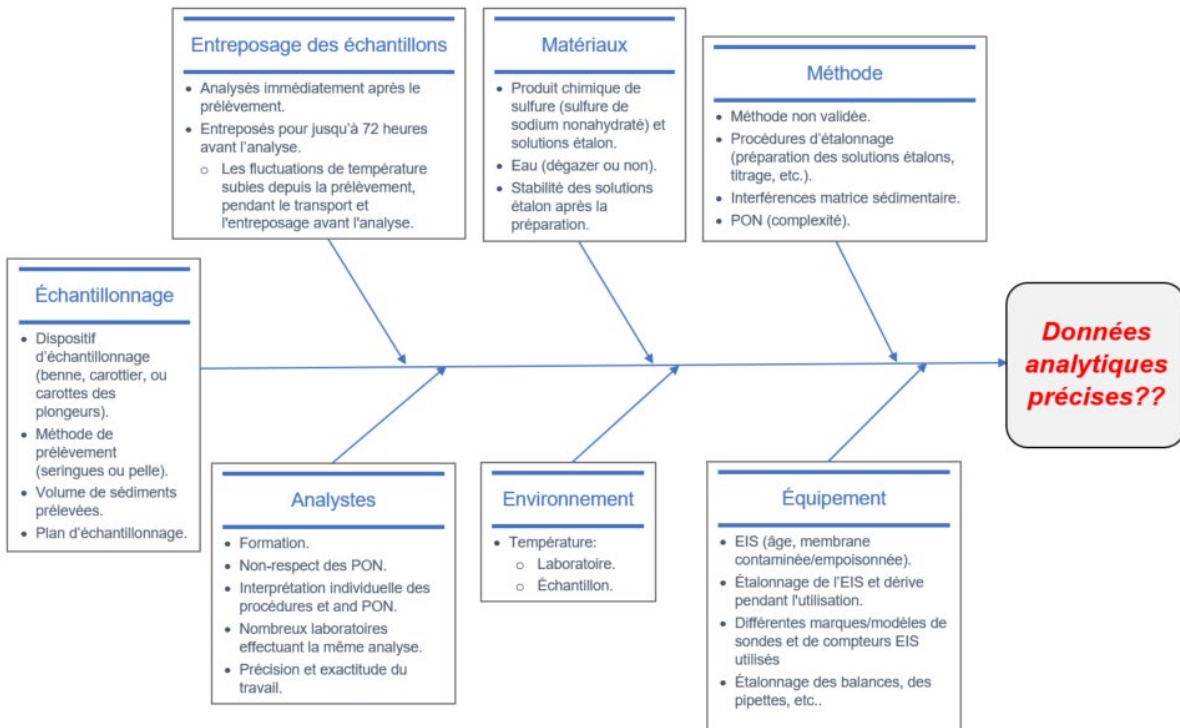 Entreposage des échantillons
• Analysés immédiatement après le
prélèvement.
• Entreposés pour jusqu'à 72 heures
avant l'analyse.
o Les fluctuations de température
subies depuis la prélèvement,
pendant le transport et
l'entreposage avant l'analyse.
Matériaux
• Produit chimique de
sulfure (sulfure de
sodium nonahydraté) et
solutions étalon.
• Eau (dégazer ou non).
• Stabilité des solutions
étalon après la
préparation.
Méthode
• Méthode non validée.
• Procédures d'étalonnage
(préparation des solutions étalons,
titrage, etc.).
• Interférences matrice sédimentaire.
• PON (complexité).
Échantillonnage
• Dispositif
d'échantillonnage
(benne, carottier, ou
carottes des
plongeurs).
• Méthode de
prélèvement
(seringues ou pelle).
• Volume de sédiments
prélevées.
• Plan d'échantillonnage.
Données
analytiques
précises??
Analystes
• Formation.
• Non-respect des PON.
• Interprétation individuelle des
procédures et and PON.
• Nombreux laboratoires
effectuant la même analyse.
• Précision et exactitude du
travail.
Environnement
• Température:
o Laboratoire.
o Échantillon.
Équipement
• EIS (âge, membrane
contaminée/empoisonnée).
• Étalonnage de l'EIS et dérive
pendant l'utilisation.
• Différentes marques/modèles de
sondes et de compteurs EIS
utilisés
• Étalonnage des balances, des
pipettes, etc..